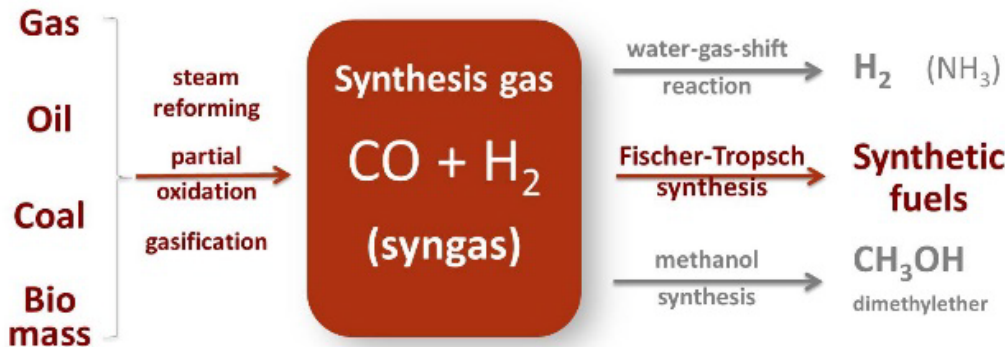 Gas
Oil
Coal
Bio
mass
steam
reforming
partial
oxidation
gasification
Synthesis gas
CO + H₂
(syngas)
water-gas-shift
reaction
H₂ (NH₃)
Fischer-Tropsch
synthesis
Synthetic
fuels
methanol
synthesis
CH₃OH
dimethylether